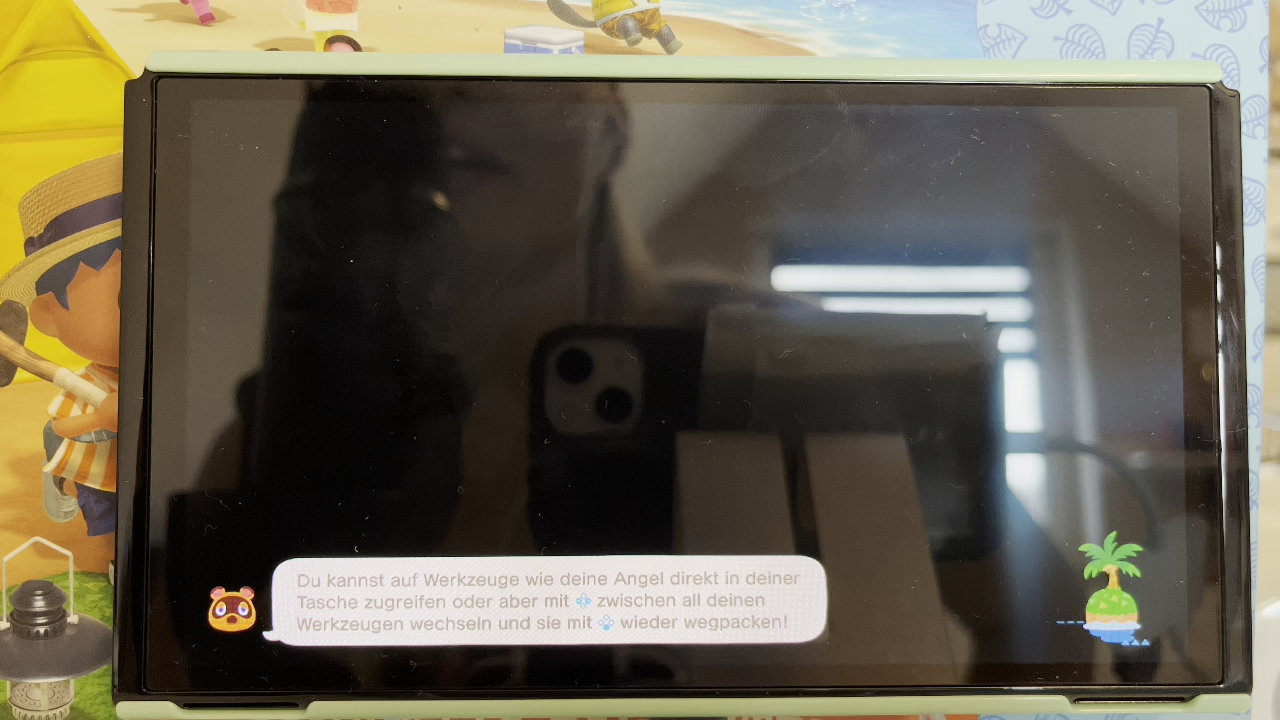 Du kannst auf Werkzeuge wie deine Angel direkt in deiner
Tasche zugreifen oder aber mit zwischen all deinen
Werkzeugen wechseln und sie mit wieder wegpacken!